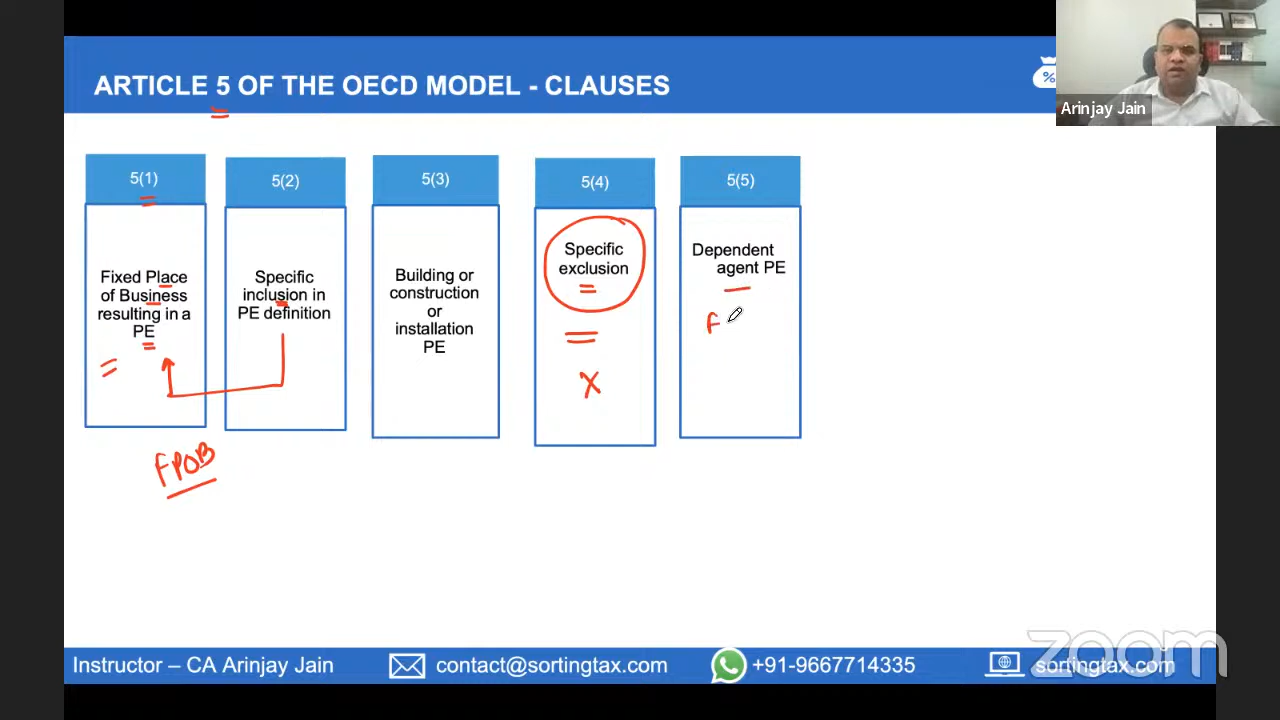 ARTICLE 5 OF THE OECD MODEL - CLAUSES
%
Arinjay Jain
5(1)
Fixed Place
of Business
resulting in a
PE
FPOB
5(2)
Specific
inclusion in
PE definition
5(3)
Building or
construction
or
installation
PE
5(4)
Specific
exclusion
X
5(5)
Dependent
agent PE
F
Instructor – CA Arinjay Jain
contact@sortingtax.com
+91-9667714335
sortingtax.com
zoom